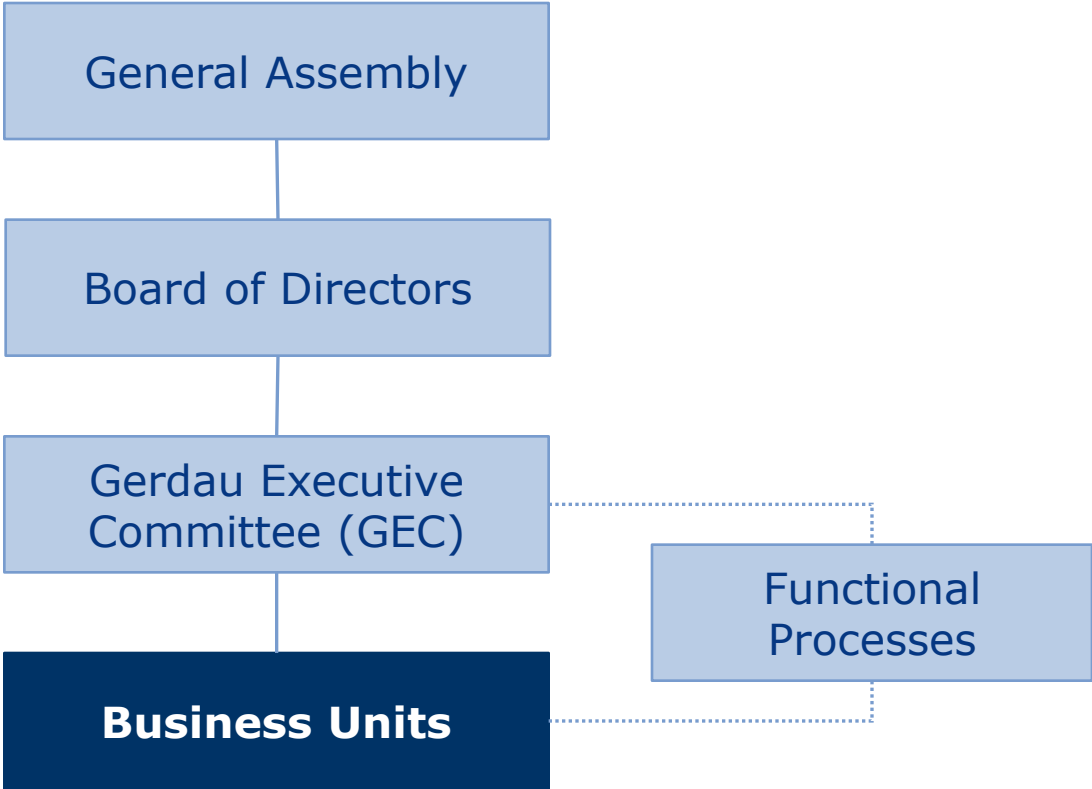 General Assembly
Board of Directors
Gerdau Executive
Committee (GEC)
Functional
Processes
Business Units